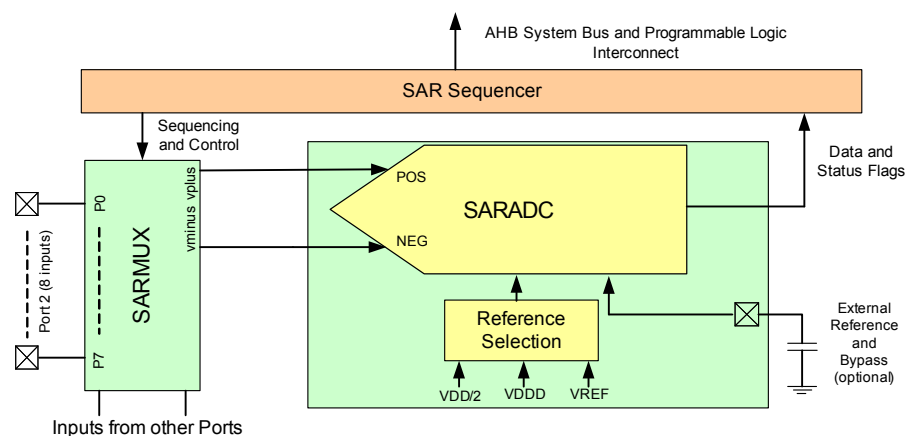 AHB System Bus and Programmable Logic
Interconnect
SAR Sequencer
Sequencing
and Control
Data and
Status Flags
vminus vplus
POS
NEG
SARADC
P0
Port 2 (8 inputs)
SARMUX
P7
Reference
Selection
External
Reference
and
Bypass
(optional)
VDD/2
VDDD
VREF
Inputs from other Ports